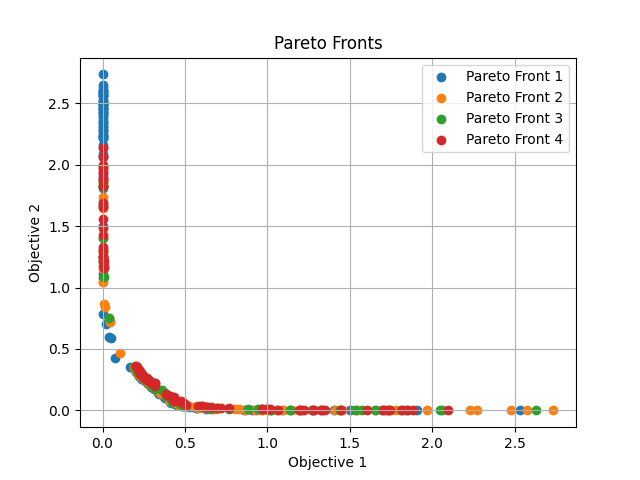 Pareto Fronts
Pareto Front 1
Pareto Front 2
Pareto Front 3
Pareto Front 4
Objective 2
2.5
2.0
1.5
1.0
0.5
0.0
0.0 0.5 1.0 1.5 2.0 2.5
Objective 1